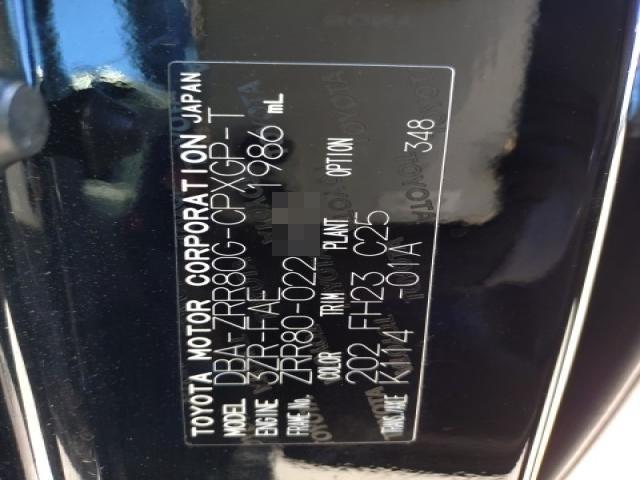 TOYOTA MOTOR CORPORATION JAPAN
MODEL DBA-ZRR80G-CPXGP-T
ENGINE 3ZR-FAE 1986 mL
FRAME No. ZRR80-022
COLOR TRIM PLANT OPTION
202 FH23 C25
TRANS./AXLE K114 -01A 348